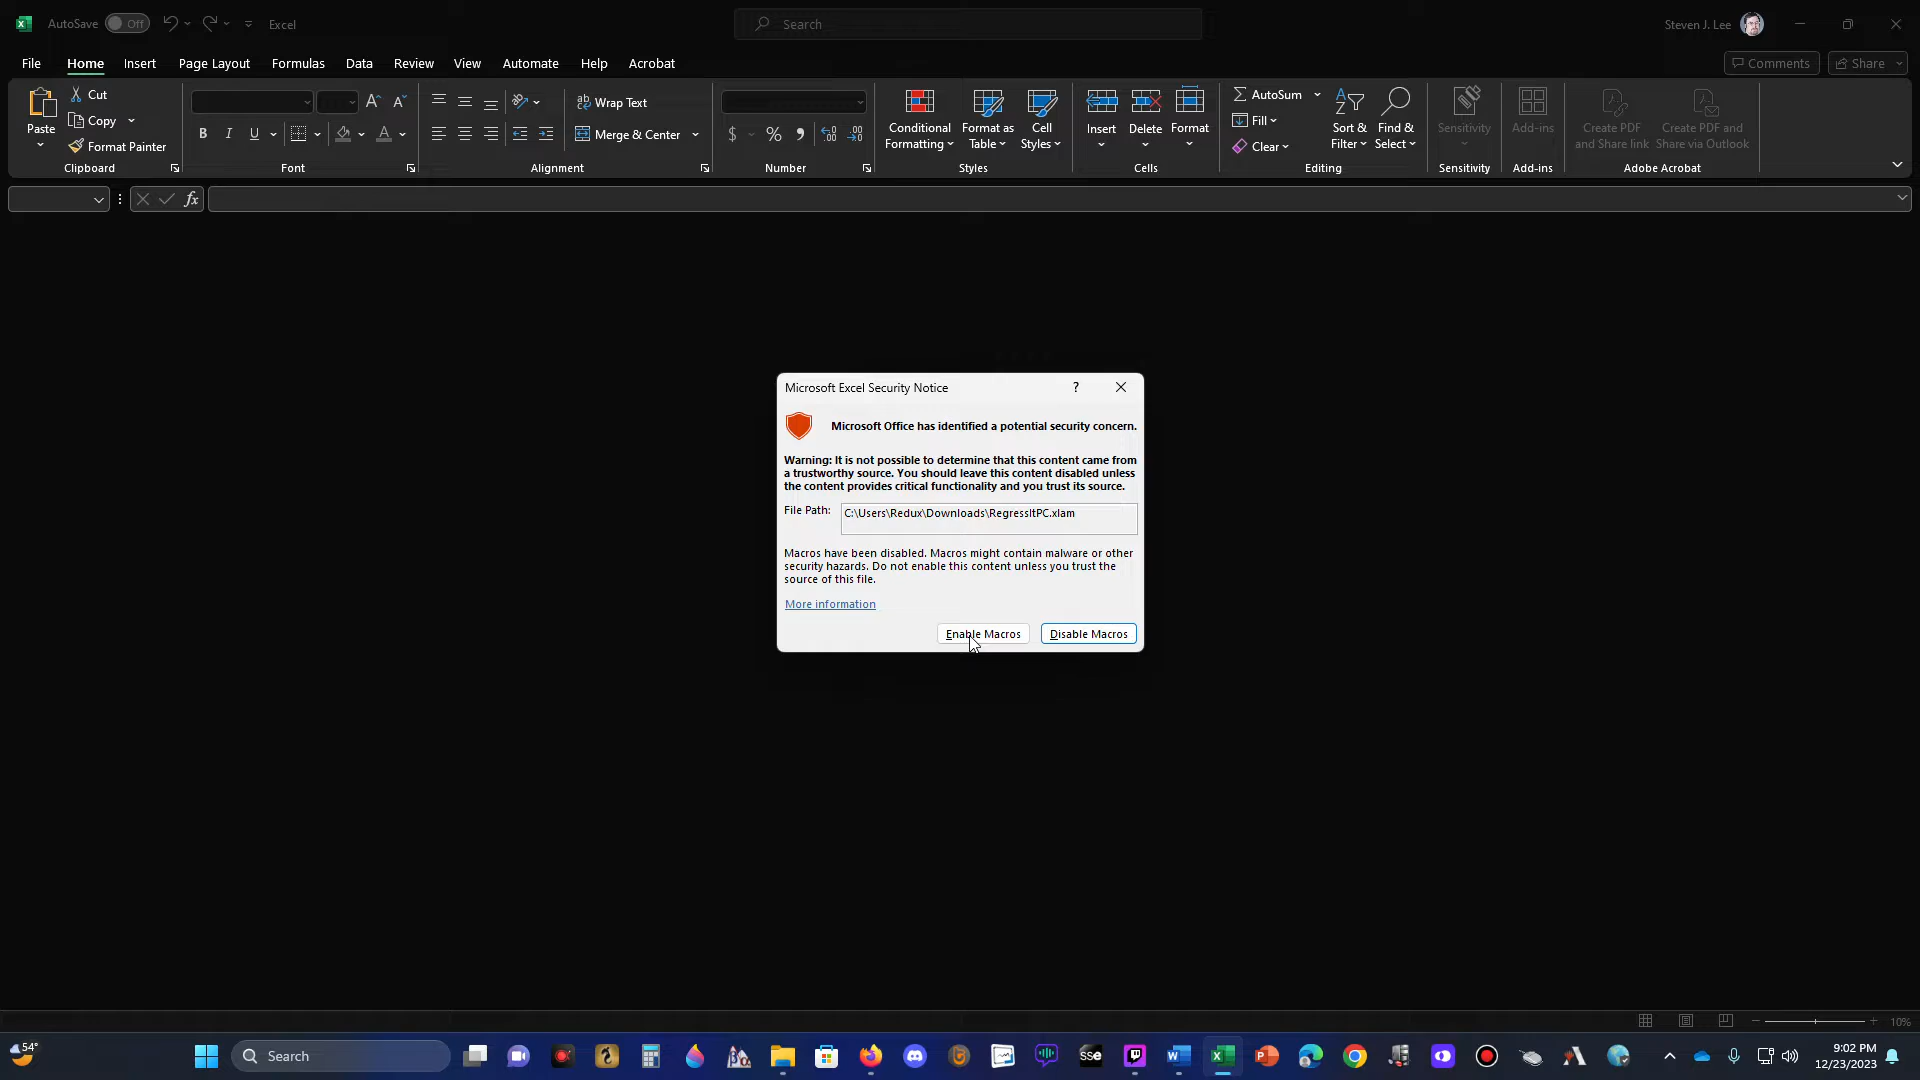 AutoSave Off Excel Search Steven J. Lee
File Home Insert Page Layout Formulas Data Review View Automate Help Acrobat Comments Share
Paste
Cut
Copy
Format Painter
Clipboard
B I U A
Font
Wrap Text
Merge & Center
Alignment
$ % ,
Number
Conditional
Formatting
Format as
Table
Cell
Styles
Styles
Insert
Delete
Format
Cells
AutoSum
Fill
Clear
Sort &
Filter
Find &
Select
Editing
Sensitivity
Sensitivity
Add-ins
Add-ins
Create PDF
and Share link
Create PDF and
Share via Outlook
Adobe Acrobat
fx
Microsoft Excel Security Notice ?
Microsoft Office has identified a potential security concern.
Warning: It is not possible to determine that this content came from
a trustworthy source. You should leave this content disabled unless
the content provides critical functionality and you trust its source.
File Path: C:\Users\Redux\Downloads\RegressItPC.xlam
Macros have been disabled. Macros might contain malware or other
security hazards. Do not enable this content unless you trust the
source of this file.
More information
Enable Macros Disable Macros
10%
54°
Search
9:02 PM
12/23/2023